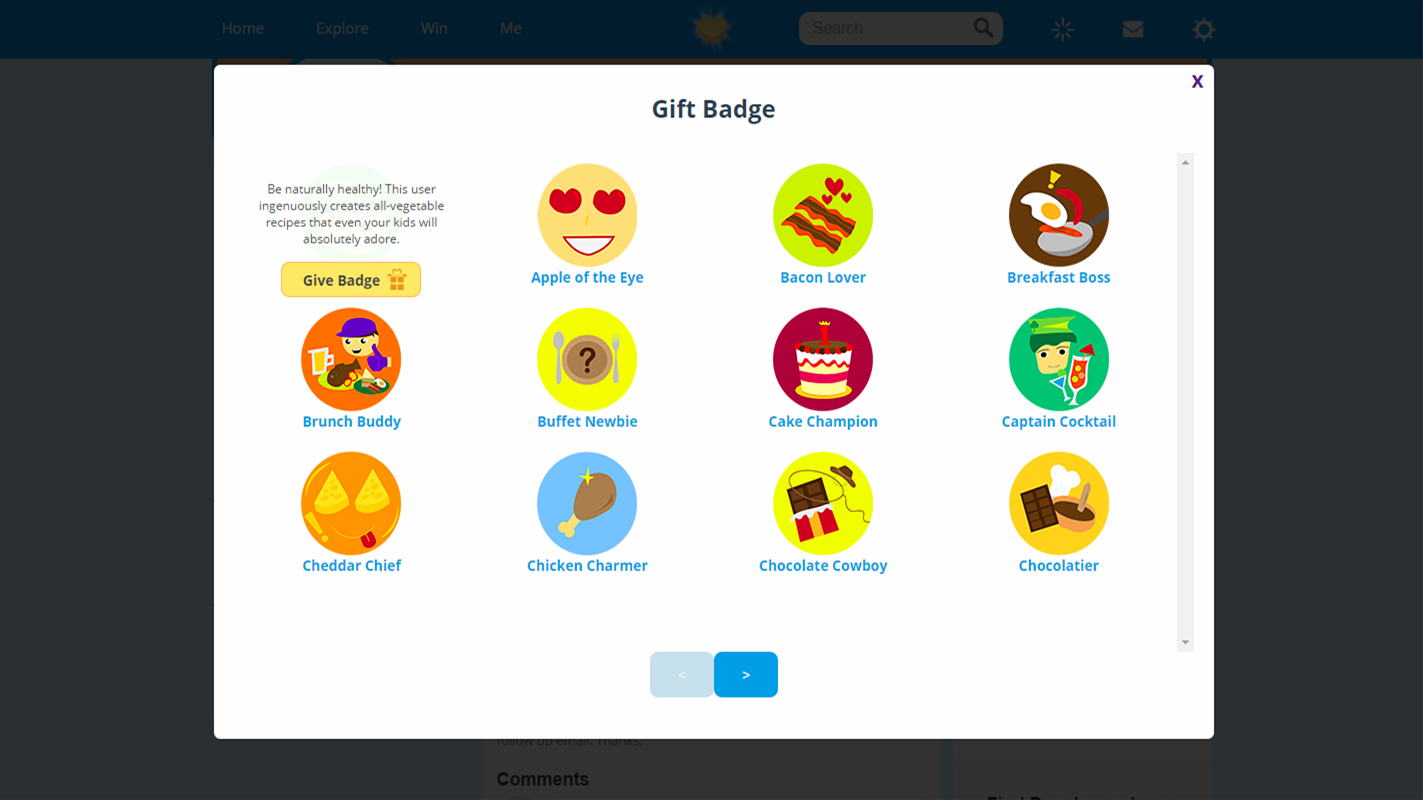 Home Explore Win Me Search
X
Gift Badge
Be naturally healthy! This user
ingenuously creates all-vegetable
recipes that even your kids will
absolutely adore.
Give Badge
Apple of the Eye
Bacon Lover
Breakfast Boss
Brunch Buddy
Buffet Newbie
Cake Champion
Captain Cocktail
Cheddar Chief
Chicken Charmer
Chocolate Cowboy
Chocolatier
< >
follow up email. Thanks.
Comments